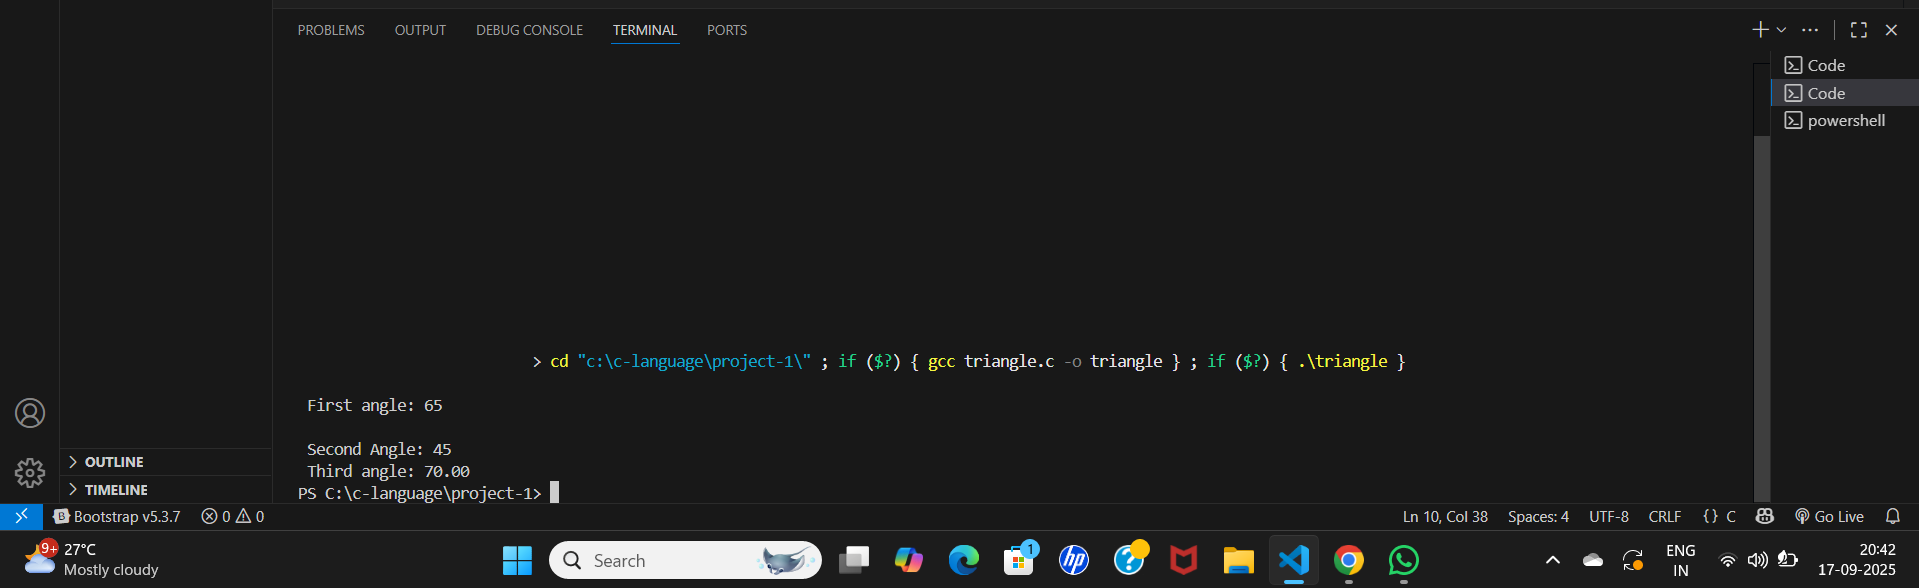 PROBLEMS OUTPUT DEBUG CONSOLE TERMINAL PORTS
Code
Code
powershell
> cd "c:\c-language\project-1\" ; if ($?) { gcc triangle.c -o triangle } ; if ($?) { .\triangle }
First angle: 65
Second Angle: 45
Third angle: 70.00
PS C:\c-language\project-1>
OUTLINE
TIMELINE
B Bootstrap v5.3.7 0 0 Ln 10, Col 38 Spaces: 4 UTF-8 CRLF {} C Go Live
9+ 27°C
Mostly cloudy
Search
1
hp
?
ENG
IN
20:42
17-09-2025